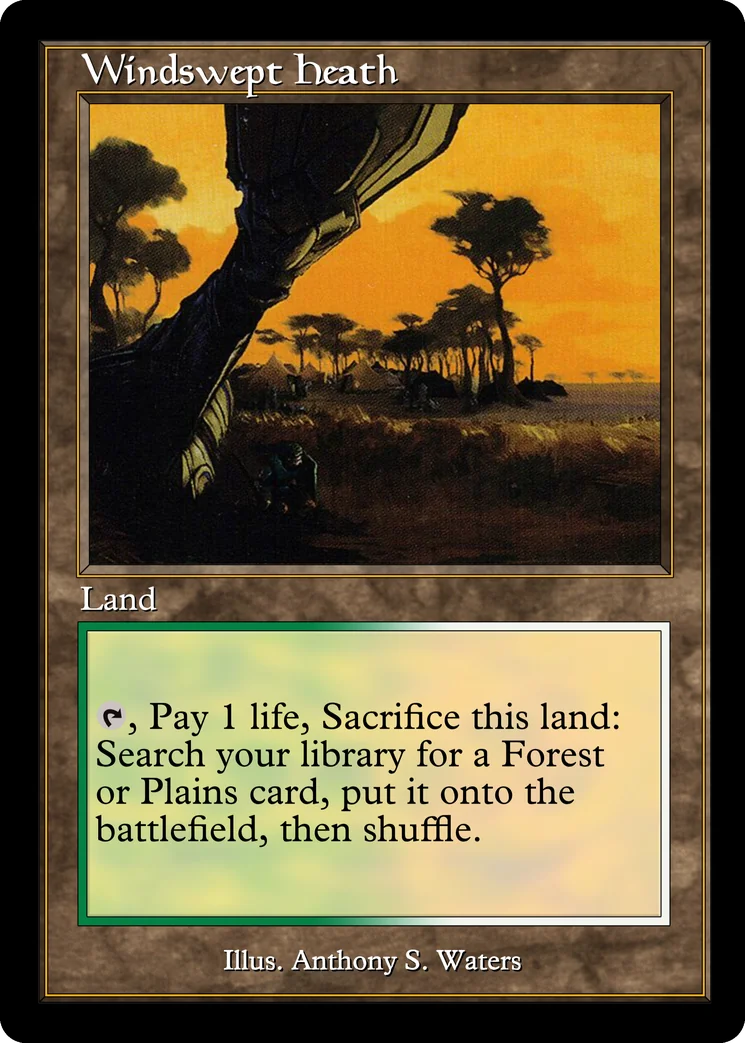 Windswept Heath
Land
, Pay 1 life, Sacrifice this land:
Search your library for a Forest
or Plains card, put it onto the
battlefield, then shuffle.
Illus. Anthony S. Waters